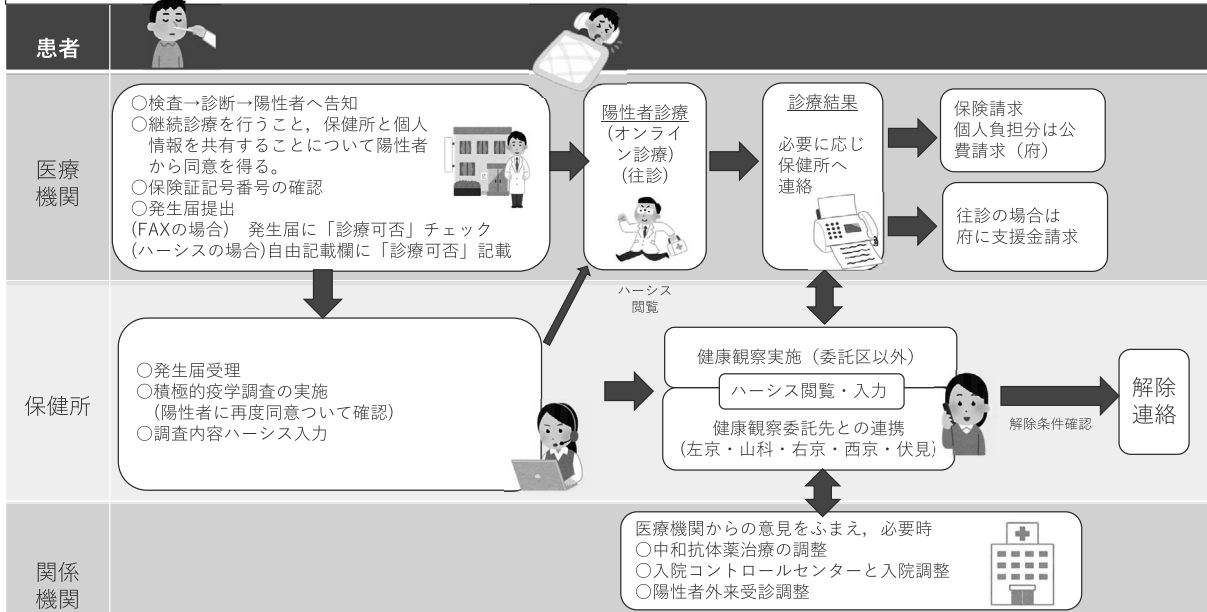 患者
医療
機関
○検査→診断→陽性者へ告知
○継続診療を行うこと，保健所と個人
情報を共有することについて陽性者
から同意を得る。
○保険証記号番号の確認
○発生届提出
(FAXの場合)　発生届に「診療可否」チェック
(ハーシスの場合)自由記載欄に「診療可否」記載
陽性者診療
(オンライ
ン診療)
(往診)
診療結果
必要に応じ
保健所へ
連絡
保険請求
個人負担分は公
費請求（府）
往診の場合は
府に支援金請求
ハーシス
閲覧
保健所
○発生届受理
○積極的疫学調査の実施
(陽性者に再度同意ついて確認)
○調査内容ハーシス入力
健康観察実施（委託区以外）
ハーシス閲覧・入力
健康観察委託先との連携
(左京・山科・右京・西京・伏見)
解除条件確認
解除
連絡
関係
機関
医療機関からの意見をふまえ，必要時
○中和抗体薬治療の調整
○入院コントロールセンターと入院調整
○陽性者外来受診調整